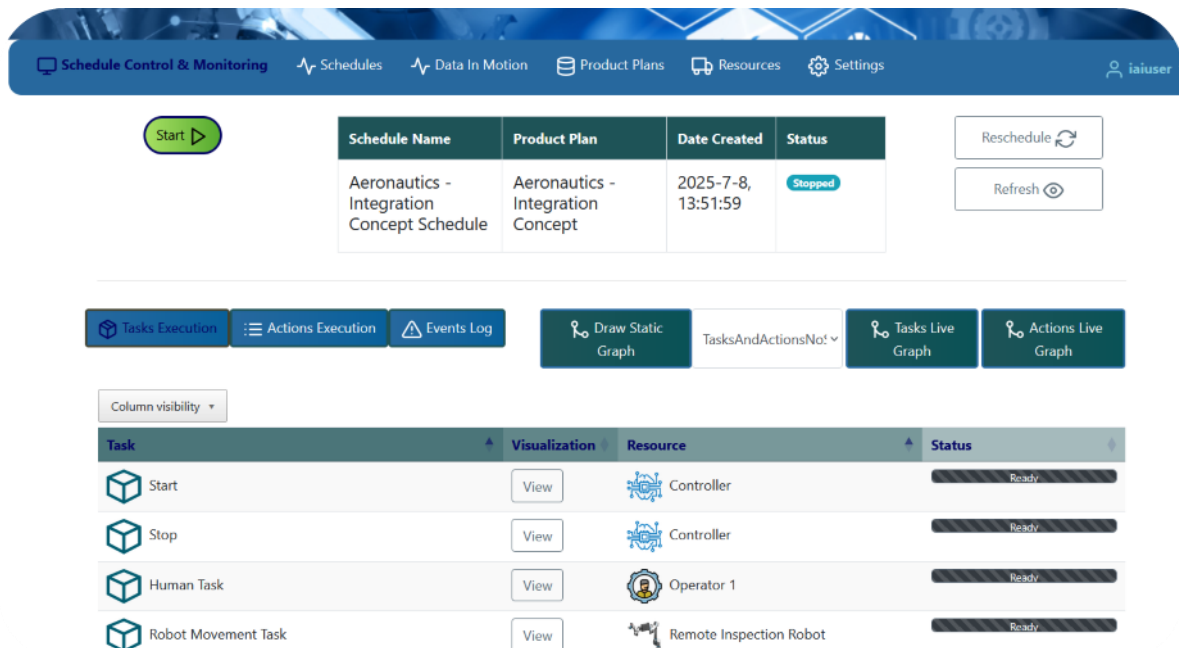 Schedule Control & Monitoring Schedules Data In Motion Product Plans Resources Settings iaiuser
Start
Schedule Name Product Plan Date Created Status
Aeronautics -
Integration
Concept Schedule
Aeronautics -
Integration
Concept
2025-7-8,
13:51:59
Stopped
Reschedule
Refresh
Tasks Execution Actions Execution Events Log
Draw Static
Graph
TasksAndActionsNo
Tasks Live
Graph
Actions Live
Graph
Column visibility
Task Visualization Resource Status
Start View Controller Ready
Stop View Controller Ready
Human Task View Operator 1 Ready
Robot Movement Task View Remote Inspection Robot Ready